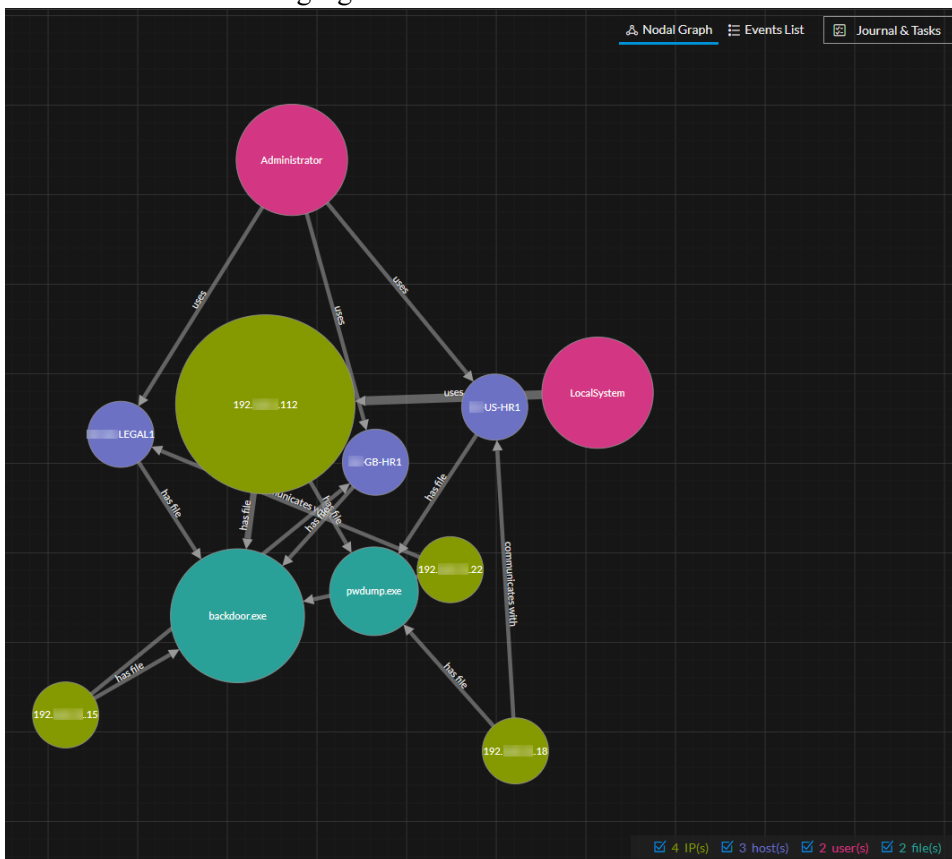 Nodal Graph Events List Journal & Tasks
Administrator
uses
uses
uses
192. .112
uses
US-HR1
LocalSystem
LEGAL1
-GB-HR1
has file
has file
has file
has file
has file
communicates with
192. .22
pwdump.exe
backdoor.exe
has file
has file
192. .15
192. .18
4 IP(s) 3 host(s) 2 user(s) 2 file(s)